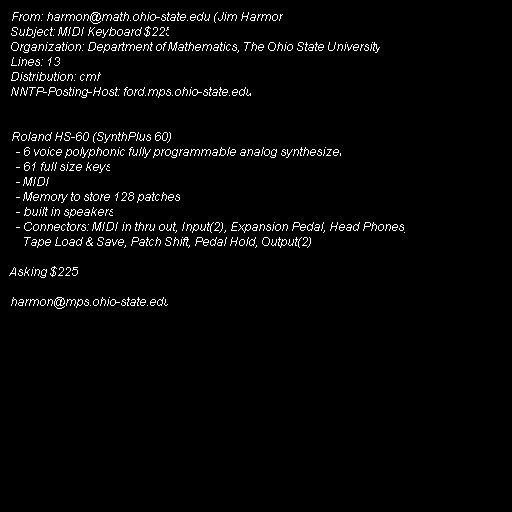 From: harmon@math.ohio-state.edu (Jim Harmon
Subject: MIDI Keyboard $225
Organization: Department of Mathematics, The Ohio State University
Lines: 13
Distribution: cmh
NNTP-Posting-Host: ford.mps.ohio-state.edu
Roland HS-60 (SynthPlus 60)
- 6 voice polyphonic fully programmable analog synthesizer.
- 61 full size keys
- MIDI
- Memory to store 128 patches
- built in speakers
- Connectors: MIDI in thru out, Input(2), Expansion Pedal, Head Phones,
Tape Load & Save, Patch Shift, Pedal Hold, Output(2)
Asking $225
harmon@mps.ohio-state.edu